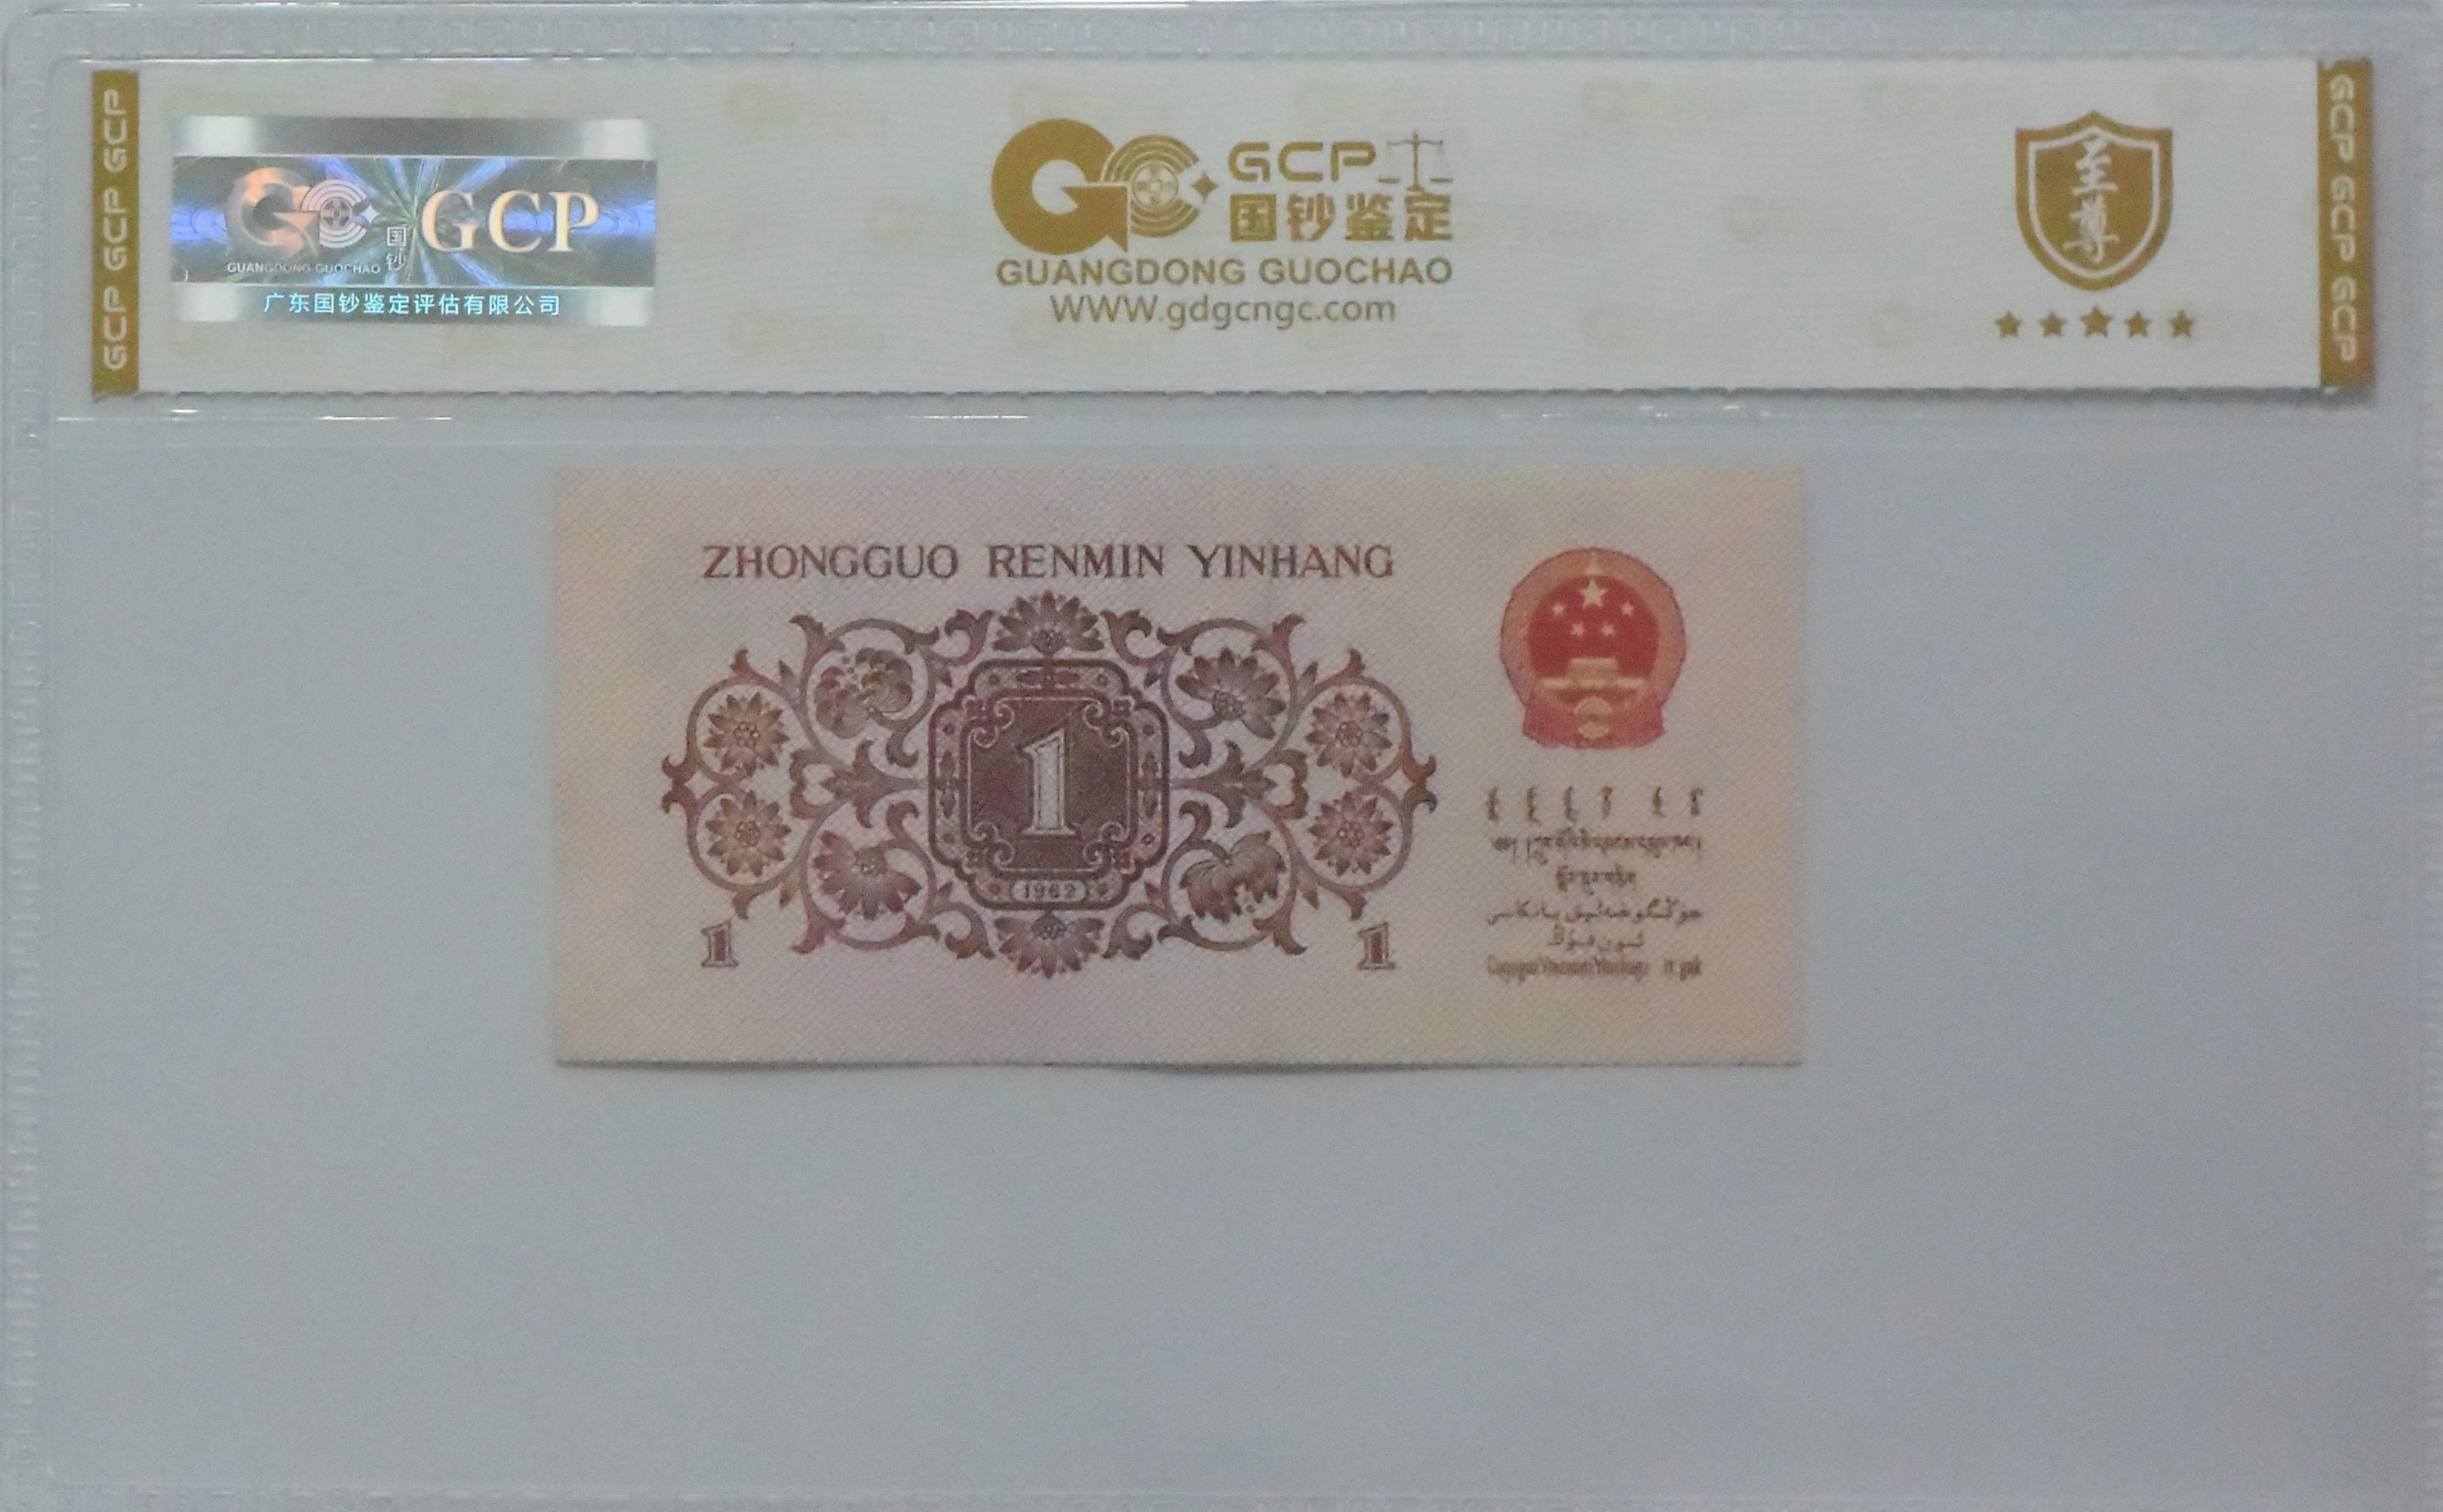 GCP GCP GCP
GCP
国钞
GUANGDONG GUOCHAO
广东国钞鉴定评估有限公司
GCP
国钞鉴定
GUANGDONG GUOCHAO
WWW.gdgcngc.com
至尊
GCP GCP GCP
ZHONGGUO RENMIN YINHANG
1
1962
1
1